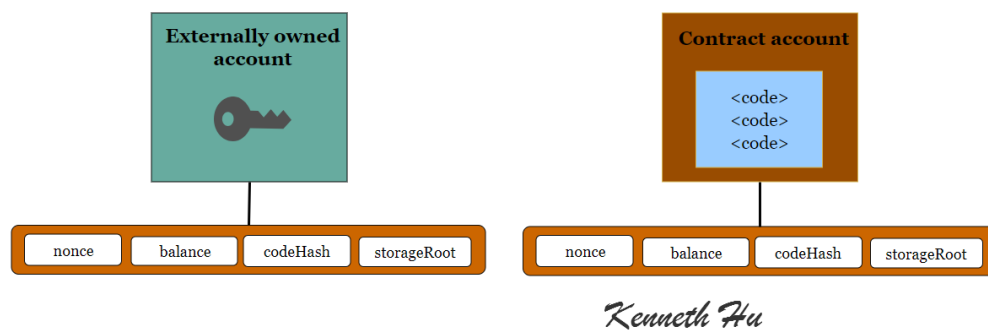 Externally owned
account
Contract account
<code>
<code>
<code>
nonce balance codeHash storageRoot
nonce balance codeHash storageRoot
Kenneth Hu